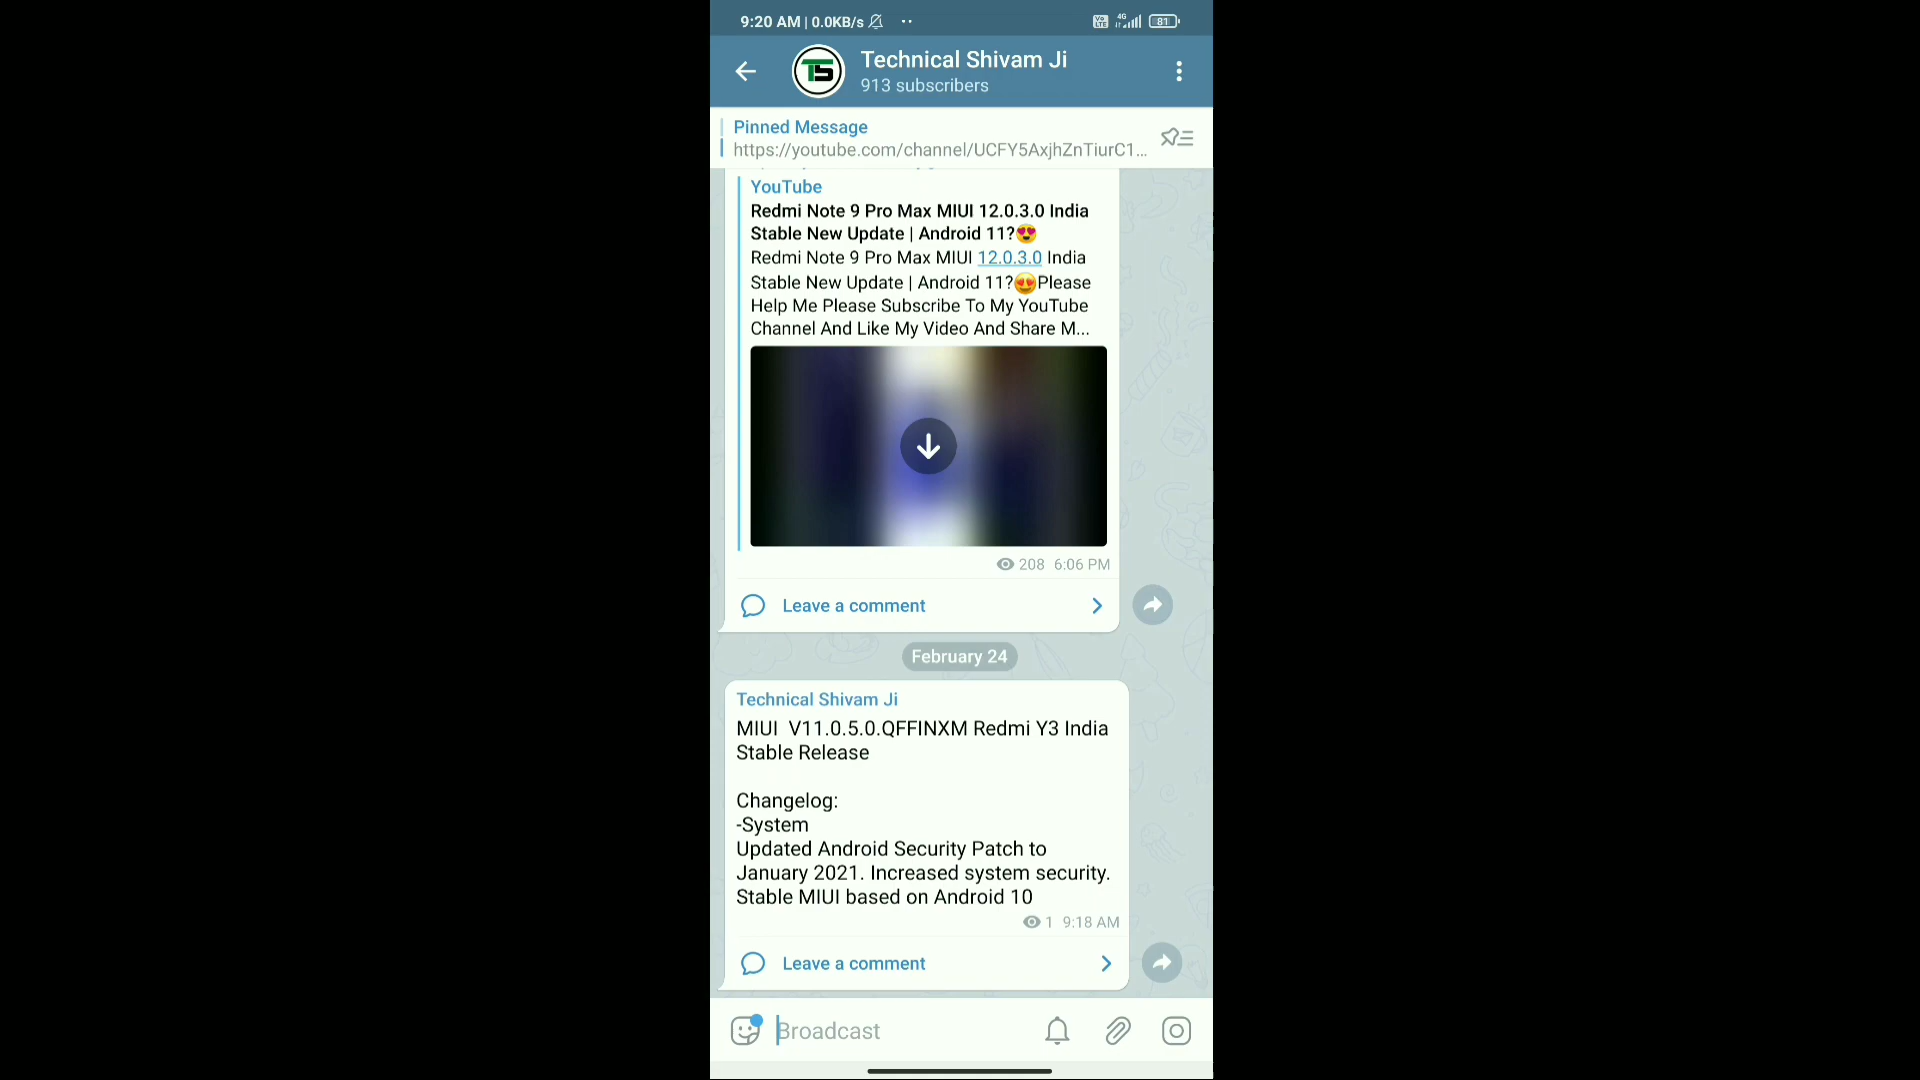 9:20 AM | 0.0KB/s
Vo LTE 4G 81
TS
Technical Shivam Ji
913 subscribers
Pinned Message
https://youtube.com/channel/UCFY5AxjhZnTiurC1...
YouTube
Redmi Note 9 Pro Max MIUI 12.0.3.0 India
Stable New Update | Android 11?😍
Redmi Note 9 Pro Max MIUI 12.0.3.0 India
Stable New Update | Android 11?😍Please
Help Me Please Subscribe To My YouTube
Channel And Like My Video And Share M...
208 6:06 PM
Leave a comment
February 24
Technical Shivam Ji
MIUI V11.0.5.0.QFFINXM Redmi Y3 India
Stable Release
Changelog:
-System
Updated Android Security Patch to
January 2021. Increased system security.
Stable MIUI based on Android 10
1 9:18 AM
Leave a comment
Broadcast